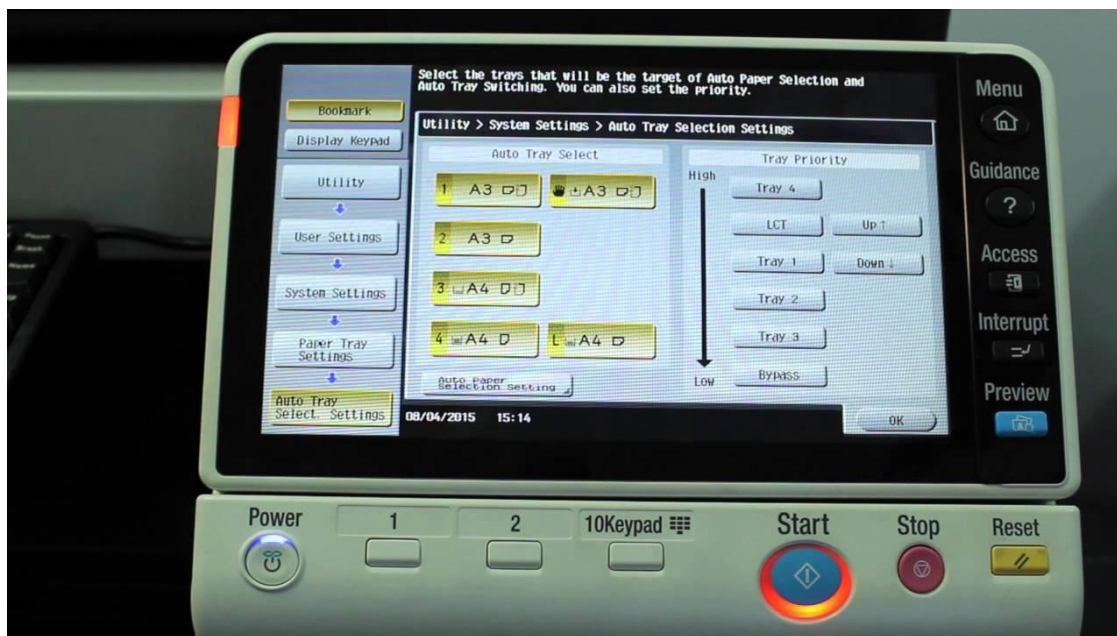 Select the trays that will be the target of Auto Paper Selection and
Auto Tray Switching. You can also set the priority.
Bookmark
Display Keypad
Utility
User Settings
System Settings
Paper Tray
Settings
Auto Tray
Select. Settings
Utility > System Settings > Auto Tray Selection Settings
Auto Tray Select
1 A3
A3
2 A3
3 A4
4 A4
L A4
Auto Paper
Selection Setting
Tray Priority
High
Low
Tray 4
LCT
Tray 1
Tray 2
Tray 3
Bypass
Up ↑
Down ↓
08/04/2015 15:14
OK
Menu
Guidance
?
Access
Interrupt
Preview
Power
1
2
10Keypad
Start
Stop
Reset